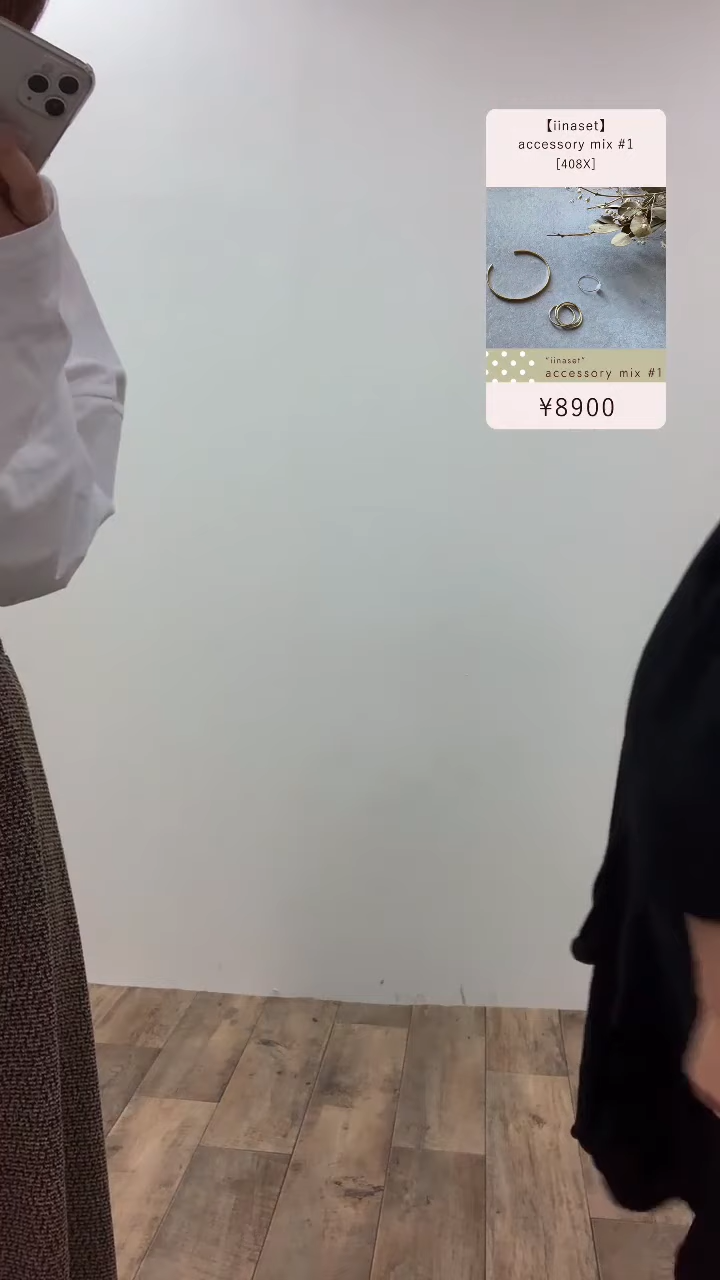 【iinaset】
accessory mix #1
[408X]
"iinaset"
accessory mix #1
¥8900